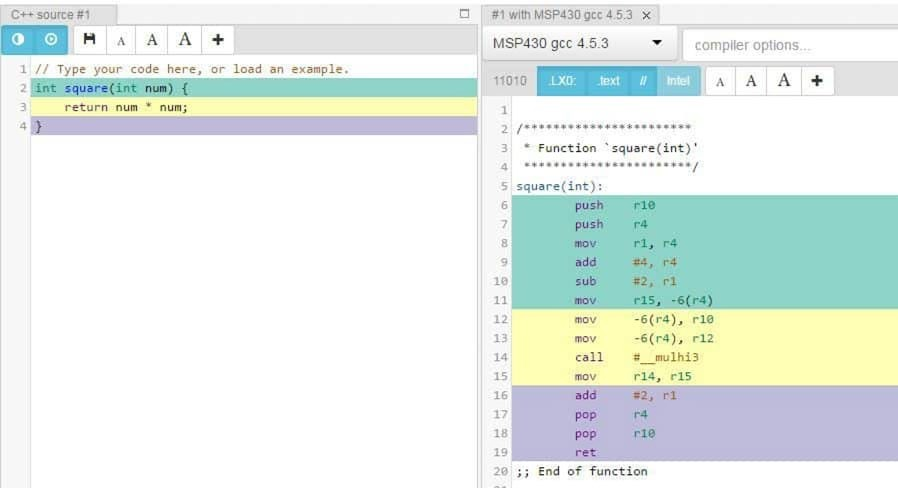 C++ source #1
A A A +
1 // Type your code here, or load an example.
2 int square(int num) {
3     return num * num;
4 }
#1 with MSP430 gcc 4.5.3 x
MSP430 gcc 4.5.3
compiler options...
11010 .LX0: .text // Intel A A A +
1
2 /***********************
3  * Function `square(int)'
4  ***********************/
5 square(int):
6         push    r10
7         push    r4
8         mov     r1, r4
9         add     #4, r4
10         sub     #2, r1
11         mov     r15, -6(r4)
12         mov     -6(r4), r10
13         mov     -6(r4), r12
14         call    #__mulhi3
15         mov     r14, r15
16         add     #2, r1
17         pop     r4
18         pop     r10
19         ret
20 ;; End of function